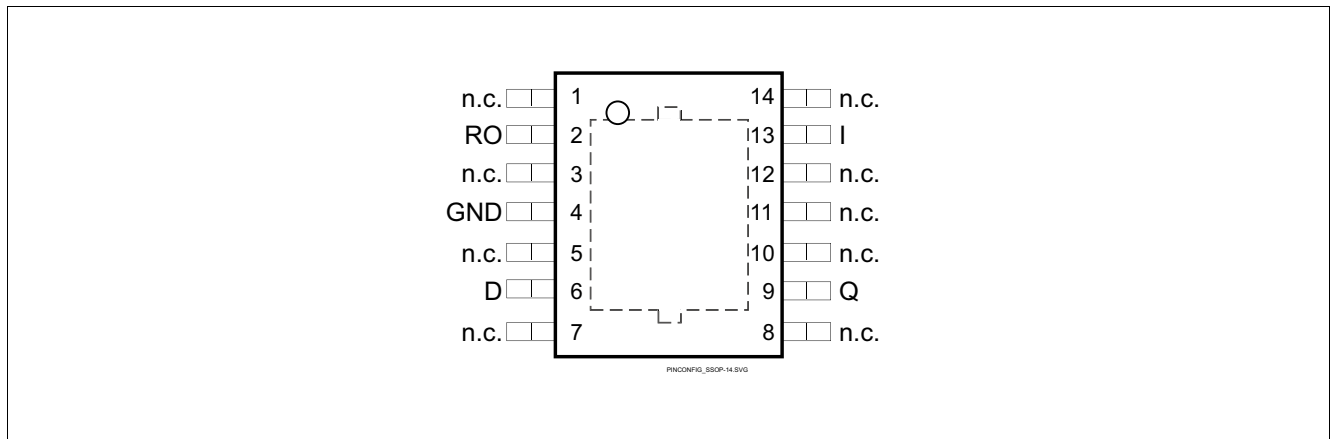 n.c. 1 14 n.c.
RO 2 13 I
n.c. 3 12 n.c.
GND 4 11 n.c.
n.c. 5 10 n.c.
D 6 9 Q
n.c. 7 8 n.c.
PINCONFIG_SSOP-14.SVG